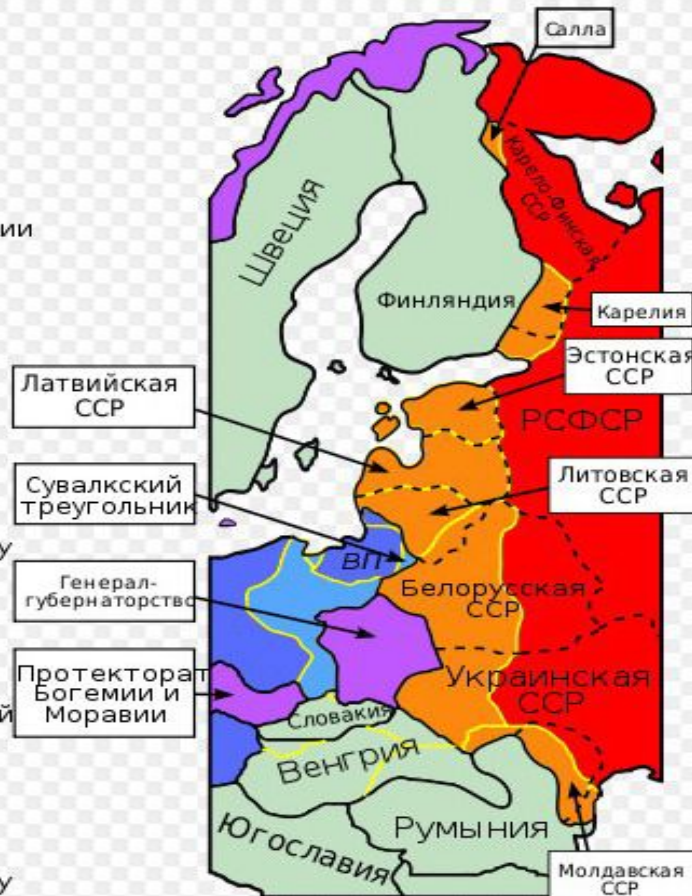 Салла
Карело-Финская
ССР
ии
Швеция
Финляндия
Карелия
Эстонская
ССР
Латвийская
ССР
РСФСР
Литовская
ССР
Сувалкский
треугольник
у
ВП
Генерал-
губернаторство
Белорусская
ССР
Протекторат
Богемии и
Моравии
й
Украинская
ССР
Словакия
Венгрия
Румыния
Югославия
Молдавская
ССР
у